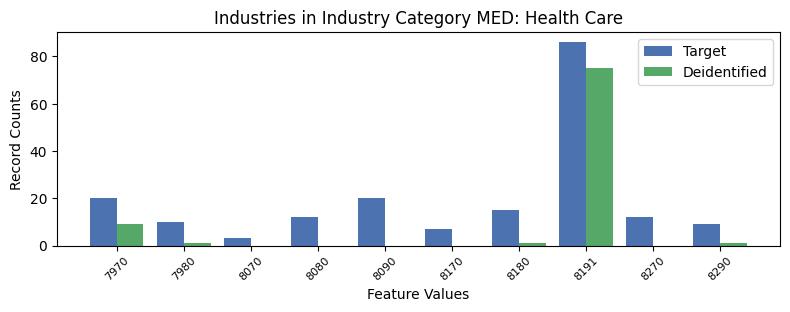 Industries in Industry Category MED: Health Care
Target
Deidentified
Record Counts
80
60
40
20
0
7970 7980 8070 8080 8090 8170 8180 8191 8270 8290
Feature Values